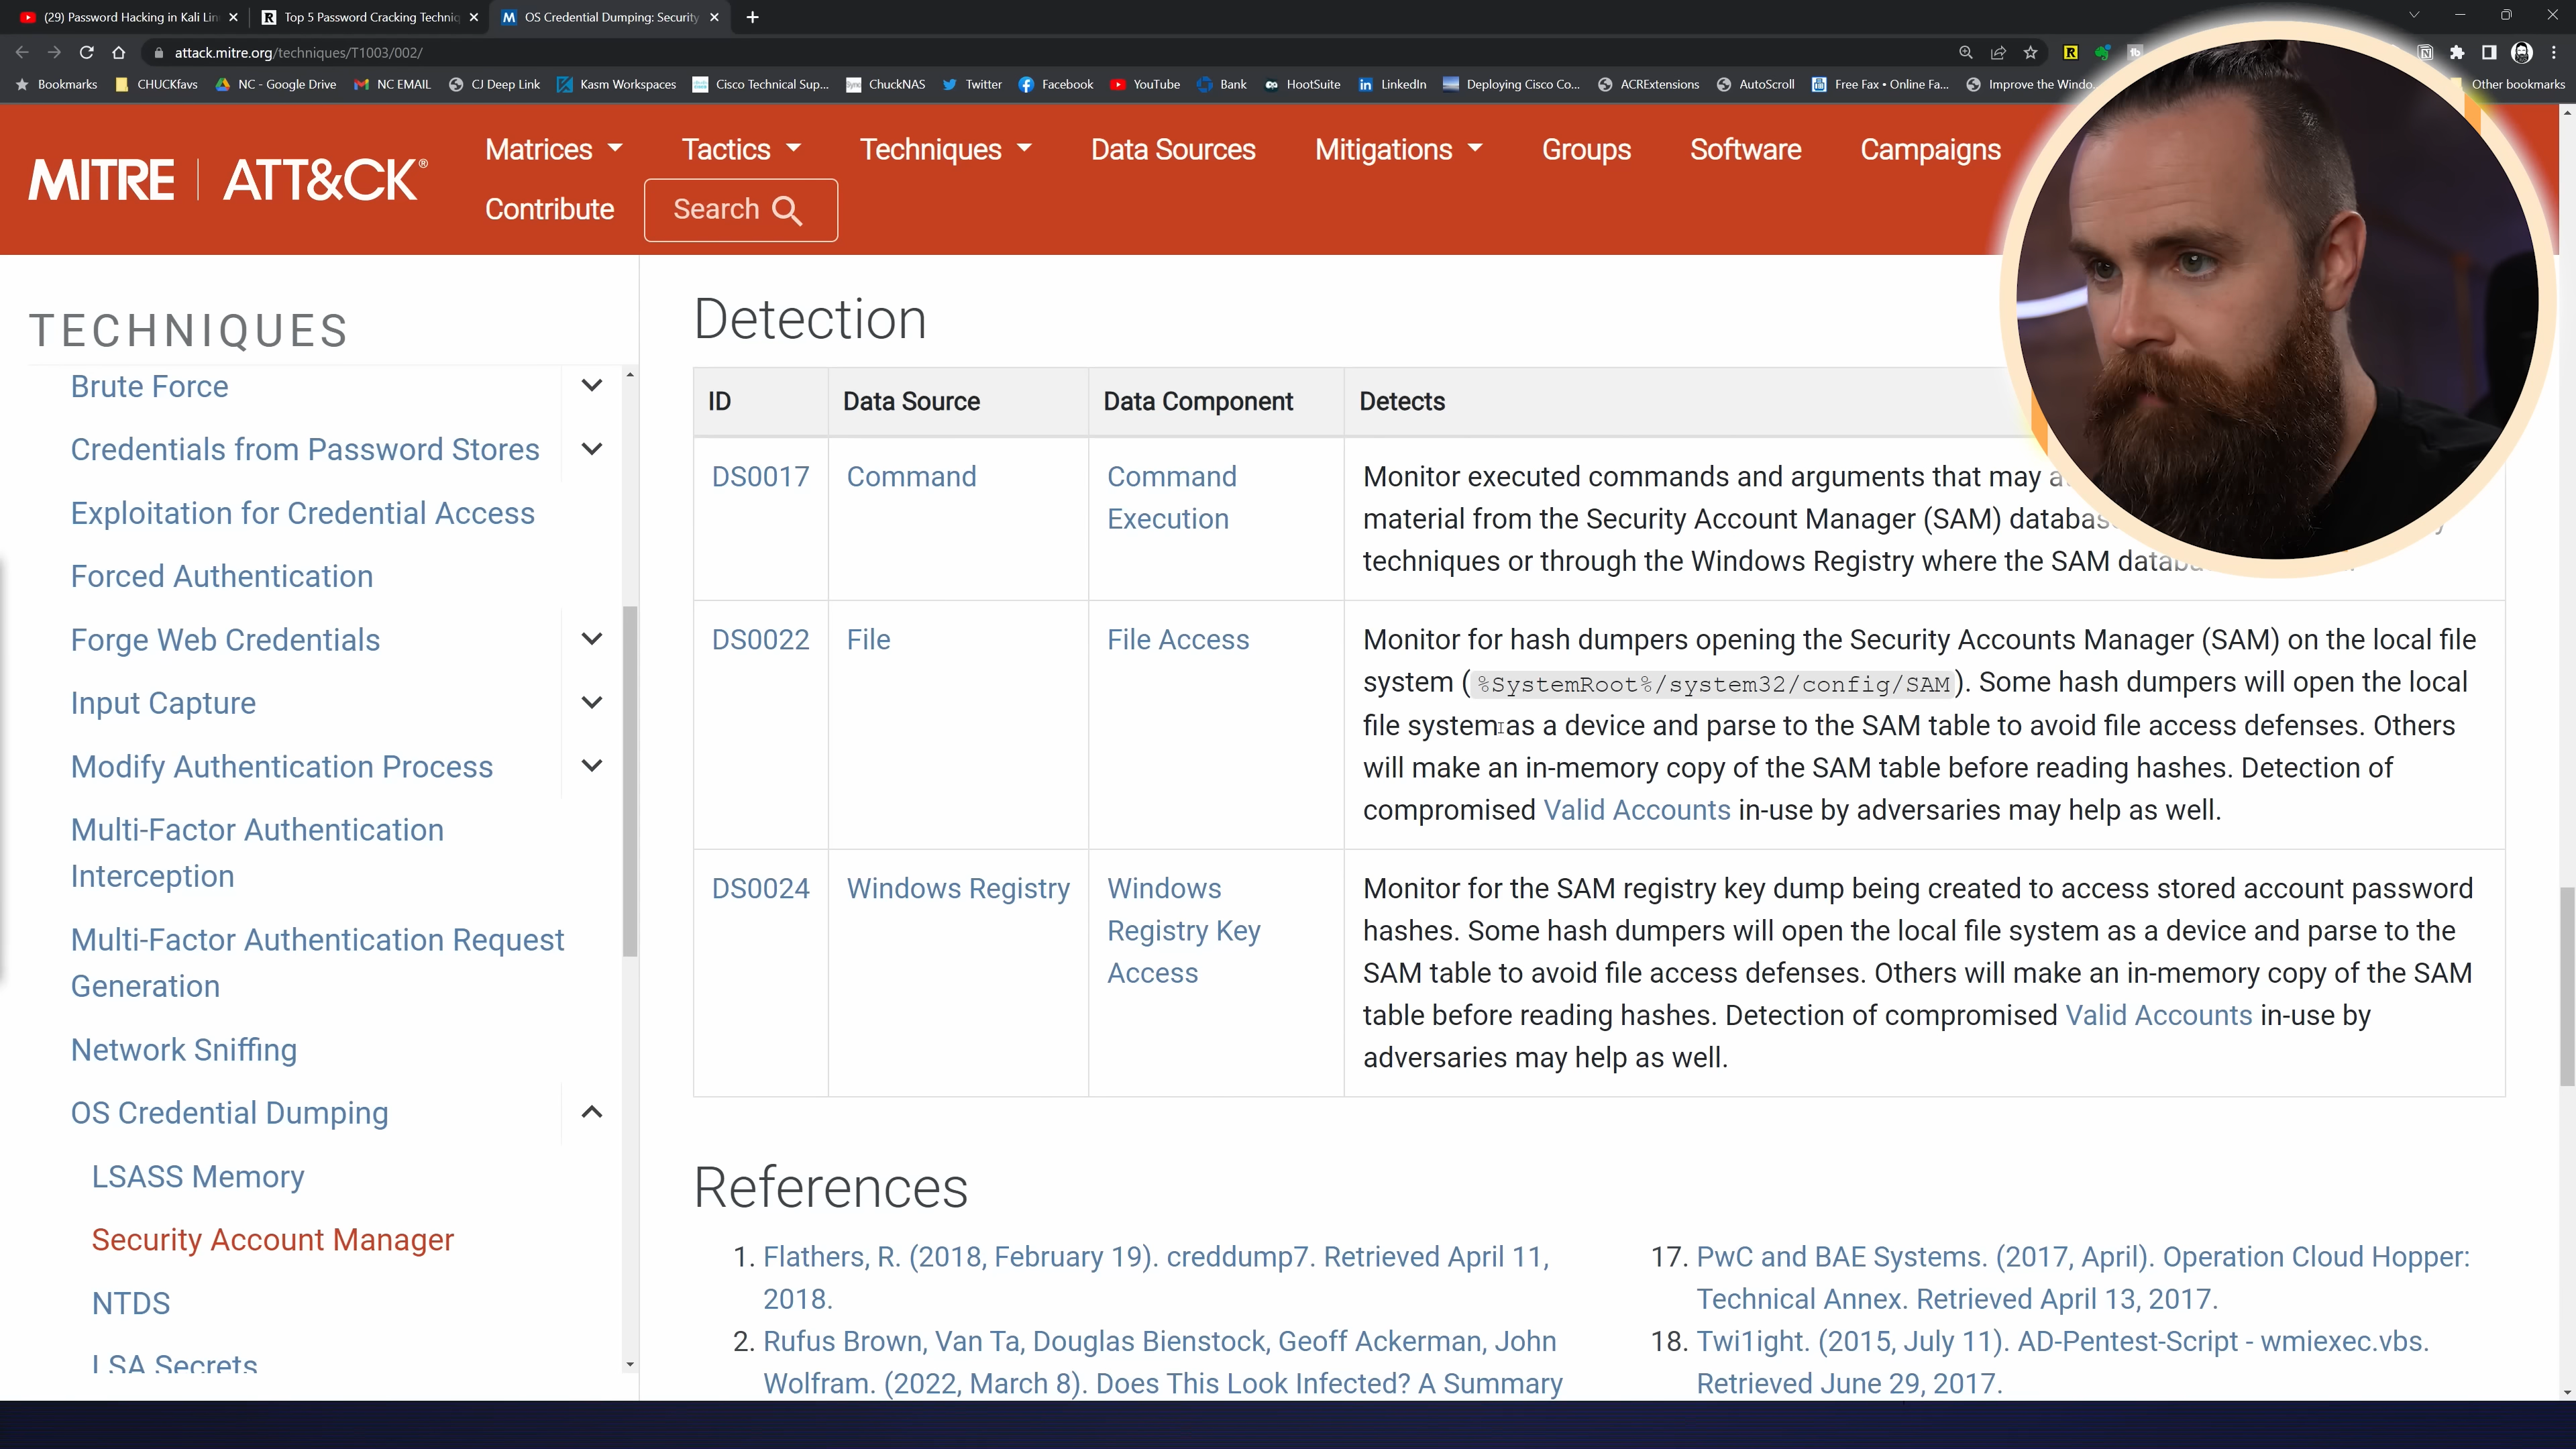 (29) Password Hacking in Kali Lin
Top 5 Password Cracking Techniq
OS Credential Dumping: Security
attack.mitre.org/techniques/T1003/002/
Bookmarks CHUCKfavs NC - Google Drive NC EMAIL CJ Deep Link Kasm Workspaces Cisco Technical Sup... ChuckNAS Twitter Facebook YouTube Bank HootSuite LinkedIn Deploying Cisco Co... ACRExtensions AutoScroll Free Fax • Online Fa... Improve the Windo. Other bookmarks
MITRE | ATT&CK®
Matrices Tactics Techniques Data Sources Mitigations Groups Software Campaigns
Contribute Search
TECHNIQUES
Brute Force
Credentials from Password Stores
Exploitation for Credential Access
Forced Authentication
Forge Web Credentials
Input Capture
Modify Authentication Process
Multi-Factor Authentication
Interception
Multi-Factor Authentication Request
Generation
Network Sniffing
OS Credential Dumping
LSASS Memory
Security Account Manager
NTDS
LSA Secrets
Detection
ID Data Source Data Component Detects
DS0017 Command Command
Execution
Monitor executed commands and arguments that may
material from the Security Account Manager (SAM)
techniques or through the Windows Registry where the SAM
DS0022 File File Access
Monitor for hash dumpers opening the Security Accounts Manager (SAM) on the local file
system (%SystemRoot%/system32/config/SAM). Some hash dumpers will open the local
file system as a device and parse to the SAM table to avoid file access defenses. Others
will make an in-memory copy of the SAM table before reading hashes. Detection of
compromised Valid Accounts in-use by adversaries may help as well.
DS0024 Windows Registry Windows
Registry Key
Access
Monitor for the SAM registry key dump being created to access stored account password
hashes. Some hash dumpers will open the local file system as a device and parse to the
SAM table to avoid file access defenses. Others will make an in-memory copy of the SAM
table before reading hashes. Detection of compromised Valid Accounts in-use by
adversaries may help as well.
References
1. Flathers, R. (2018, February 19). creddump7. Retrieved April 11,
2018.
2. Rufus Brown, Van Ta, Douglas Bienstock, Geoff Ackerman, John
Wolfram. (2022, March 8). Does This Look Infected? A Summary
17. PwC and BAE Systems. (2017, April). Operation Cloud Hopper:
Technical Annex. Retrieved April 13, 2017.
18. Twi1ight. (2015, July 11). AD-Pentest-Script - wmiexec.vbs.
Retrieved June 29, 2017.